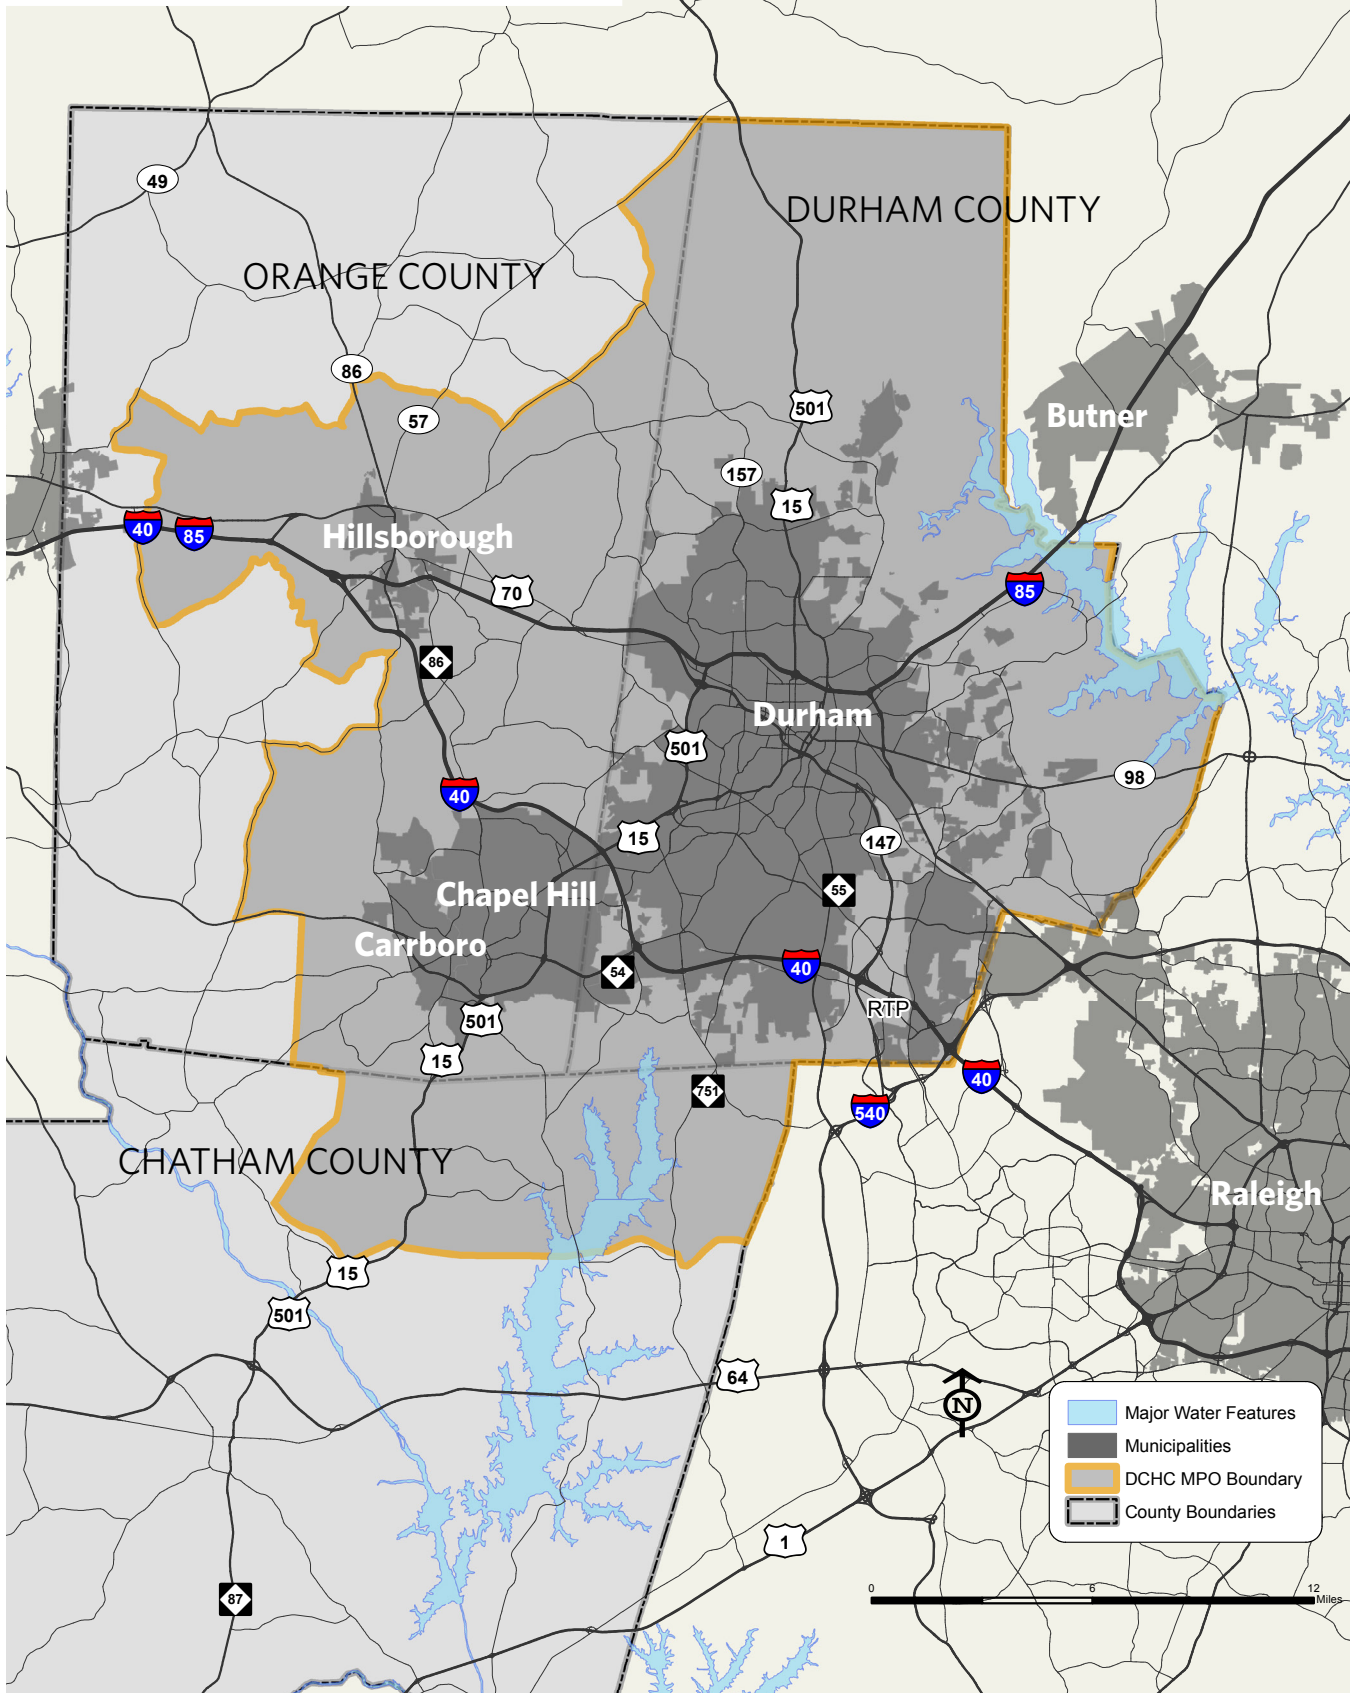 49
DURHAM COUNTY
ORANGE COUNTY
86
57
501
Butner
157
15
40
85
Hillsborough
70
85
86
Durham
501
98
40
15
147
55
Chapel Hill
Carrboro
54
40
RTP
501
15
751
40
540
CHATHAM COUNTY
Raleigh
15
501
64
N
Major Water Features
Municipalities
DCHC MPO Boundary
County Boundaries
1
87
0 6 12
Miles